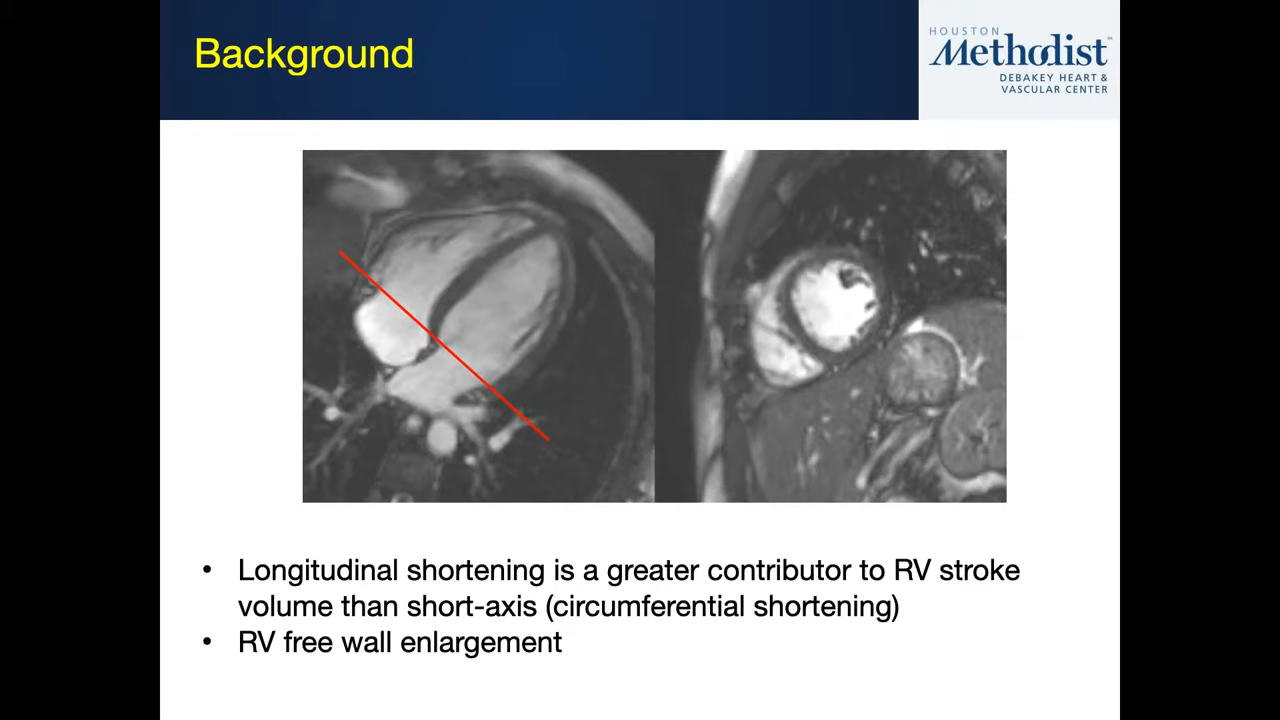 Background
HOUSTON
Methodist
DEBAKEY HEART &
VASCULAR CENTER
• Longitudinal shortening is a greater contributor to RV stroke
volume than short-axis (circumferential shortening)
• RV free wall enlargement